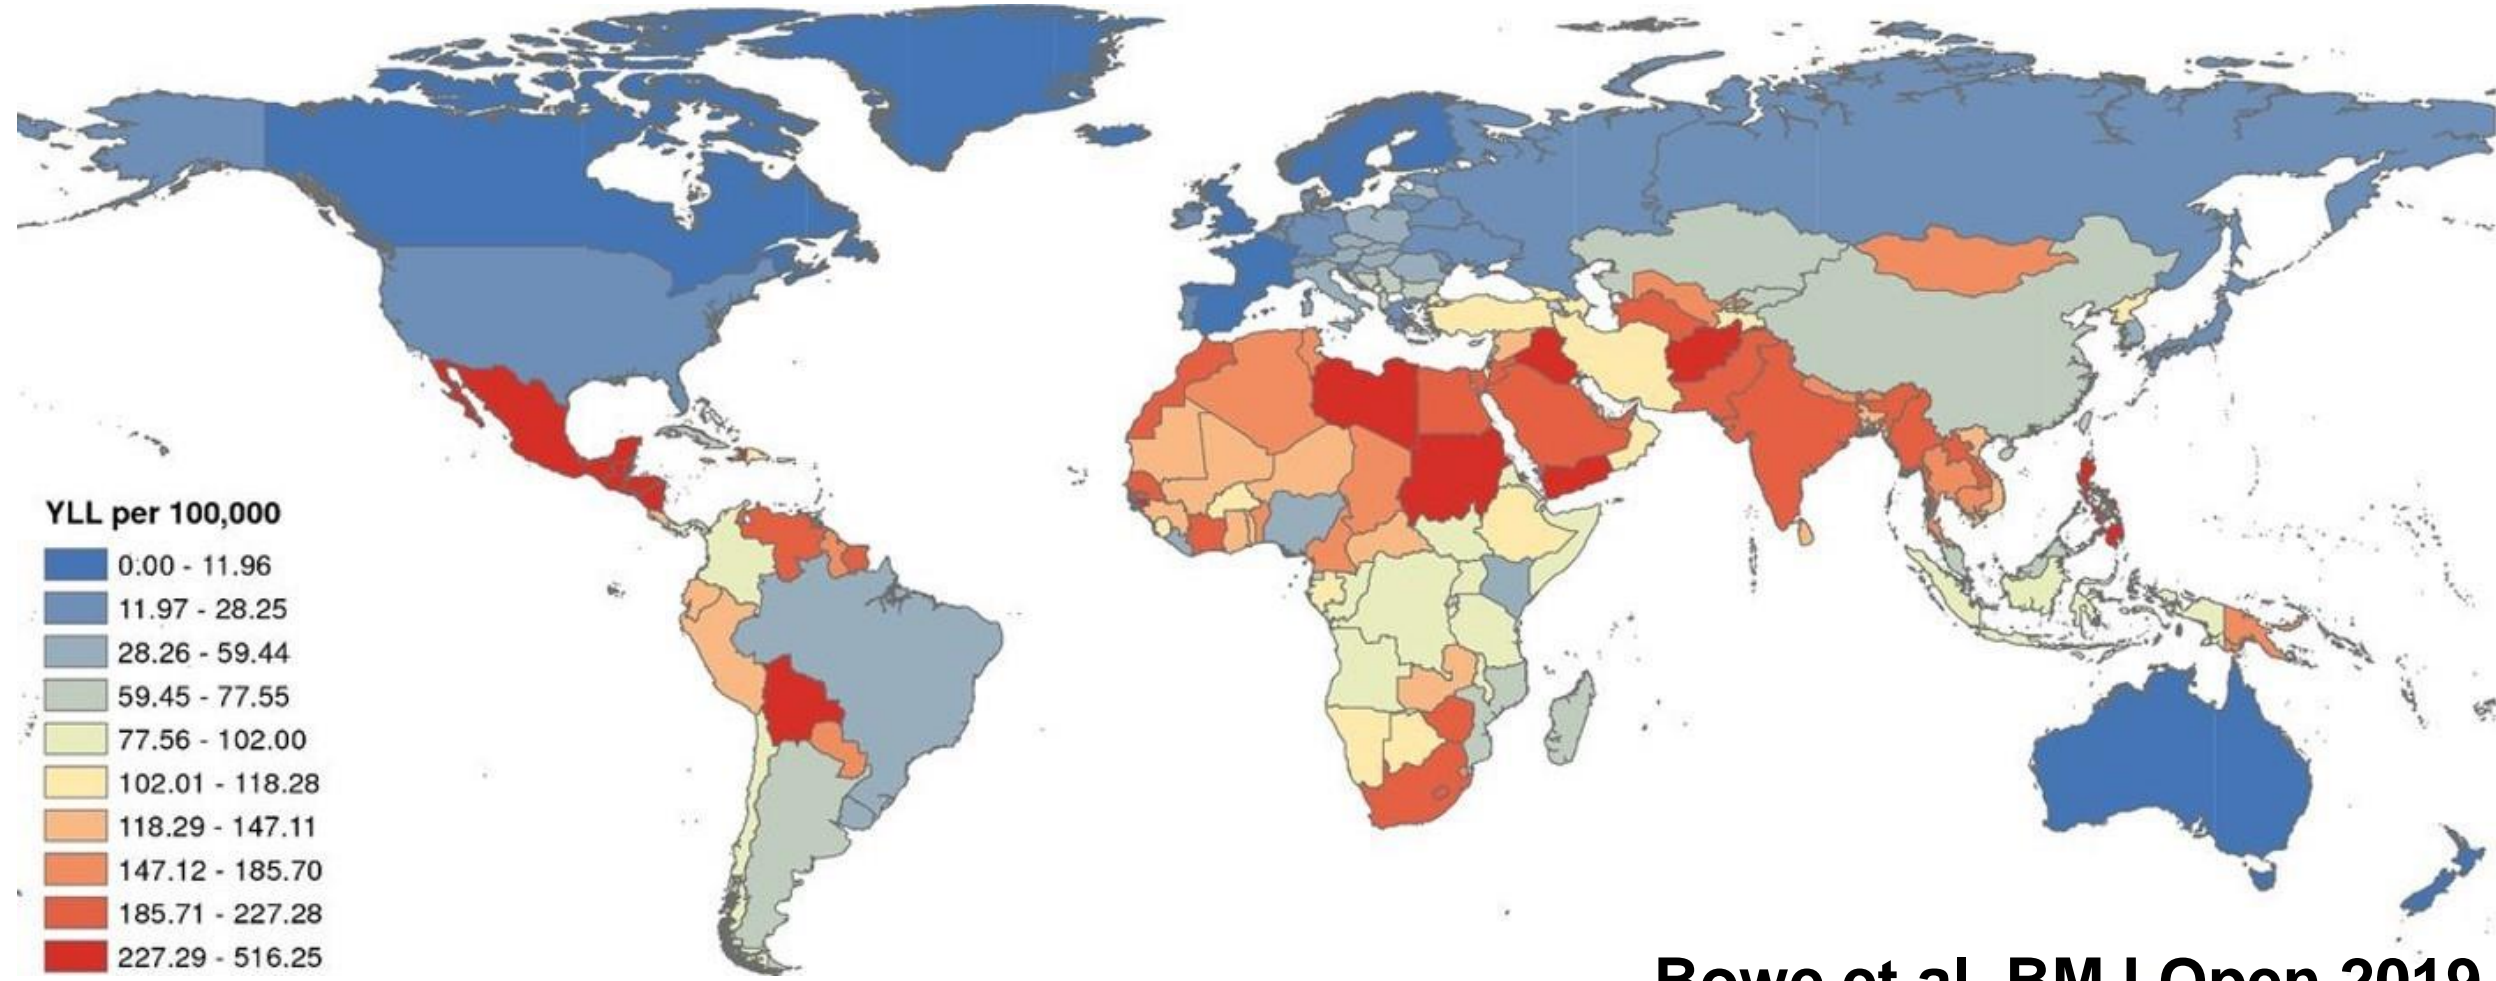 YLL per 100,000
0.00 - 11.96
11.97 - 28.25
28.26 - 59.44
59.45 - 77.55
77.56 - 102.00
102.01 - 118.28
118.29 - 147.11
147.12 - 185.70
185.71 - 227.28
227.29 - 516.25
Bowe et al. BMJ Open 2019